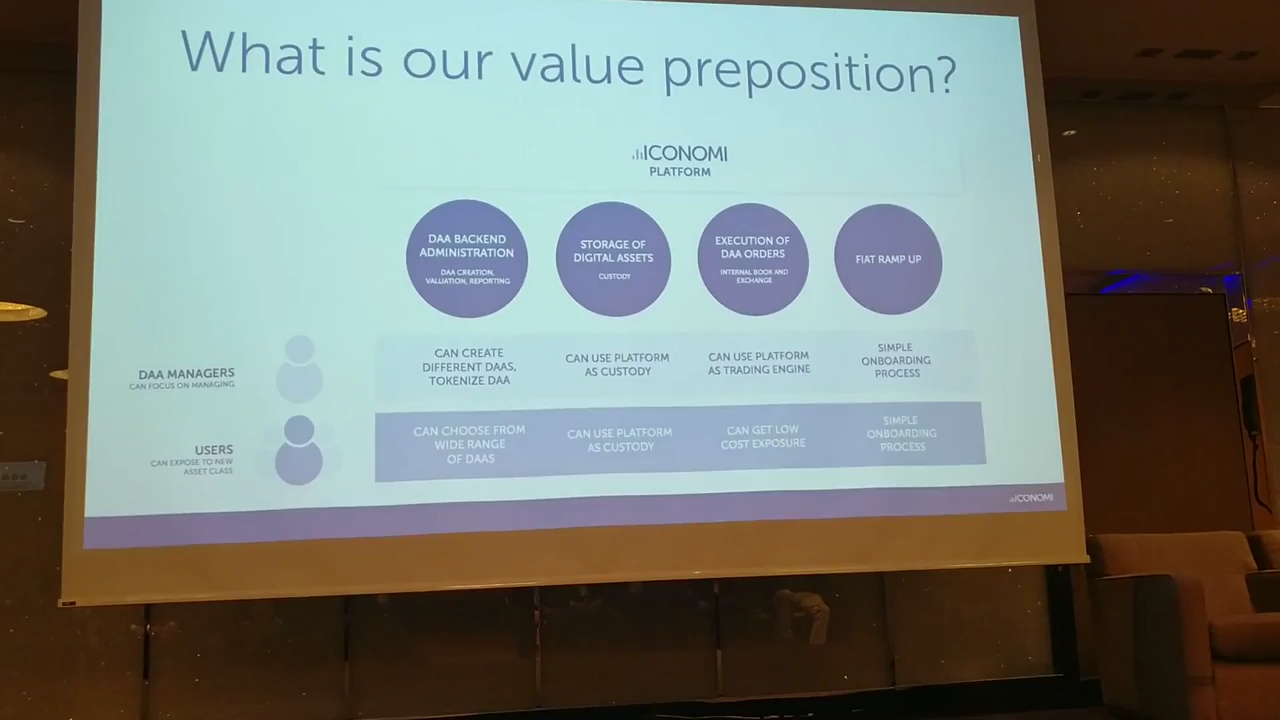 What is our value preposition?
ICONOMI
PLATFORM
DAA BACKEND
ADMINISTRATION
DAA CREATION,
VALUATION, REPORTING
STORAGE OF
DIGITAL ASSETS
CUSTODY
EXECUTION OF
DAA ORDERS
INTERNAL BOOK AND
EXCHANGE
FIAT RAMP UP
DAA MANAGERS
CAN FOCUS ON MANAGING
CAN CREATE
DIFFERENT DAAS,
TOKENIZE DAA
CAN USE PLATFORM
AS CUSTODY
CAN USE PLATFORM
AS TRADING ENGINE
SIMPLE
ONBOARDING
PROCESS
USERS
CAN EXPOSE TO NEW
ASSET CLASS
CAN CHOOSE FROM
WIDE RANGE
OF DAAS
CAN USE PLATFORM
AS CUSTODY
CAN GET LOW
COST EXPOSURE
SIMPLE
ONBOARDING
PROCESS
ICONOMI